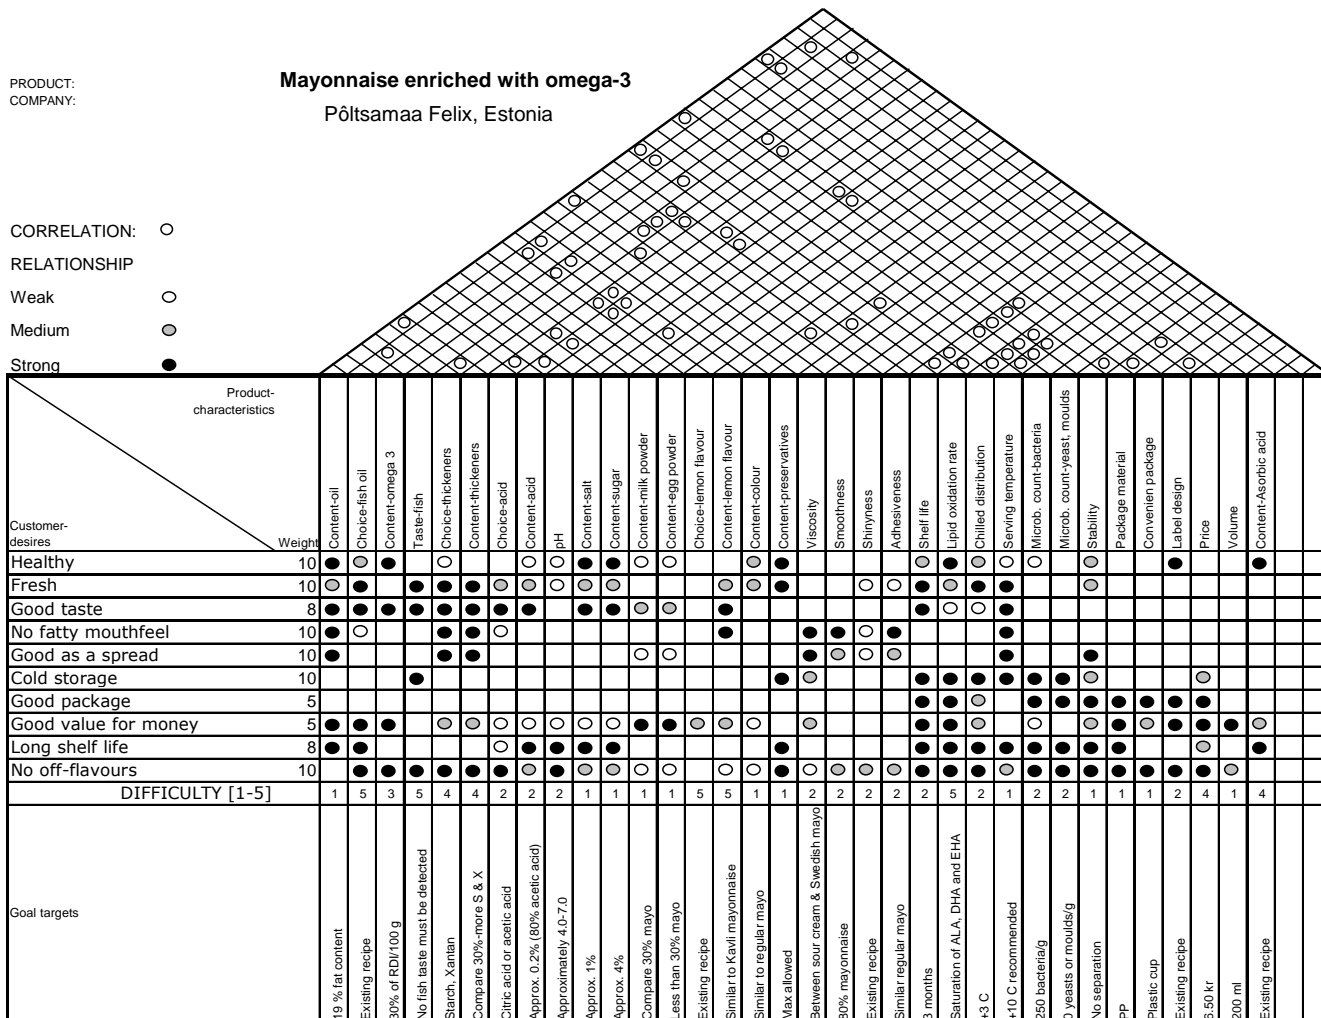 PRODUCT:
Mayonnaise enriched with omega-3
COMPANY:
Pôltsamaa Felix, Estonia
CORRELATION:
RELATIONSHIP
Weak
Medium
Strong
Product-
characteristics
Customer-
desires
Weight
Content-oil
Choice-fish oil
Content-omega 3
Taste-fish
Choice-thickeners
Content-thickeners
Choice-acid
Content-acid
pH
Content-salt
Content-sugar
Content-milk powder
Content-egg powder
Choice-lemon flavour
Content-lemon flavour
Content-colour
Content-preservatives
Viscosity
Smoothness
Shinyness
Adhesiveness
Shelf life
Lipid oxidation rate
Chilled distribution
Serving temperature
Microb. count-bacteria
Microb. count-yeast, moulds
Stability
Package material
Convenien package
Label design
Price
Volume
Content-Asorbic acid
Healthy 10
Fresh 10
Good taste 8
No fatty mouthfeel 10
Good as a spread 10
Cold storage 10
Good package 5
Good value for money 5
Long shelf life 8
No off-flavours 10
DIFFICULTY [1-5] 1 5 3 5 4 4 2 2 2 1 1 1 1 5 5 1 1 2 2 2 2 2 5 2 1 2 2 1 1 1 2 4 1 4
Goal targets
19 % fat content
Existing recipe
30% of RDI/100 g
No fish taste must be detected
Starch, Xantan
Compare 30%-more S & X
Citric acid or acetic acid
Approx. 0.2% (80% acetic acid)
Approximately 4.0-7.0
Approx. 1%
Approx. 4%
Compare 30% mayo
Less than 30% mayo
Existing recipe
Similar to Kavli mayonnaise
Similar to regular mayo
Max allowed
Between sour cream & Swedish mayo
80% mayonnaise
Existing recipe
Similar regular mayo
3 months
Saturation of ALA, DHA and EHA
+3 C
+10 C recommended
250 bacteria/g
0 yeasts or moulds/g
No separation
PP
Plastic cup
Existing recipe
6.50 kr
200 ml
Existing recipe